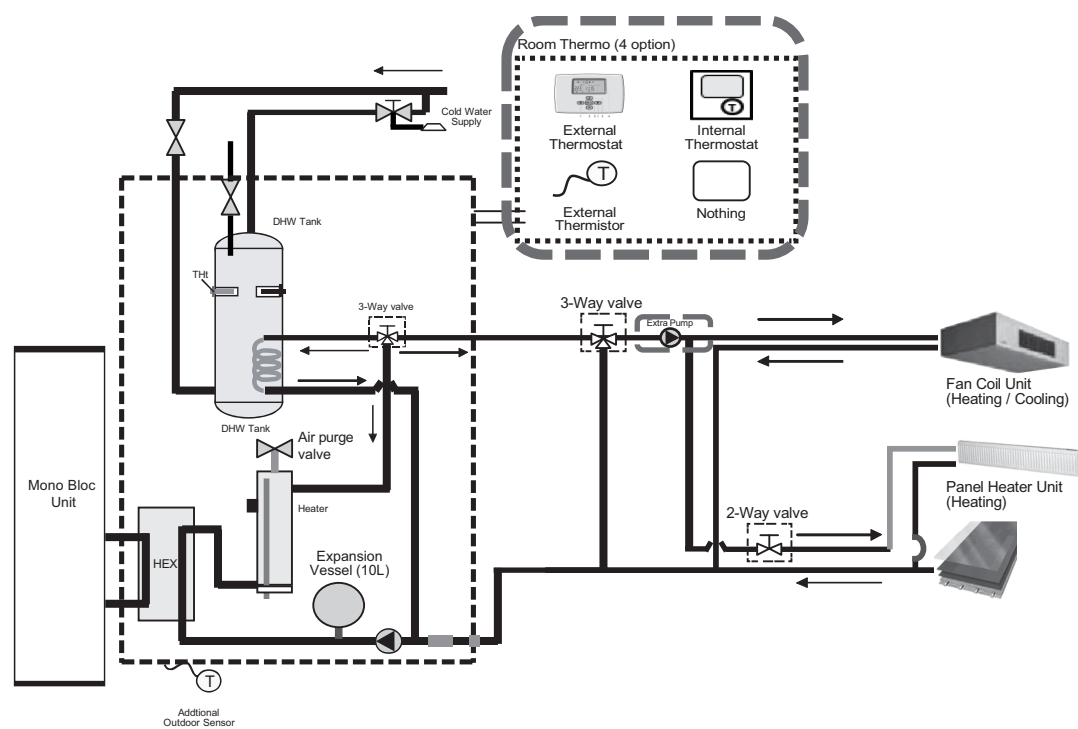 Room Thermo (4 option)
External
Thermostat
Internal
Thermostat
T
T
External
Thermistor
Nothing
Cold Water
Supply
DHW Tank
THt
3-Way valve
3-Way valve
Extra Pump
Fan Coil Unit
(Heating / Cooling)
DHW Tank
Air purge
valve
Mono Bloc
Unit
Heater
Panel Heater Unit
(Heating)
2-Way valve
HEX
Expansion
Vessel (10L)
T
Addtional
Outdoor Sensor